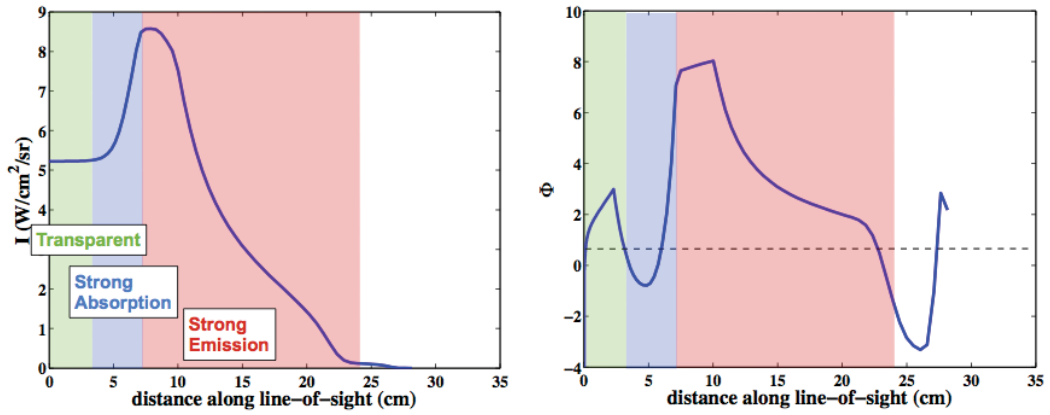 I (W/cm²/sr)
9
8
7
6
5
4
3
2
1
0
Transparent
Strong
Absorption
Strong
Emission
0 5 10 15 20 25 30 35
distance along line−of−sight (cm)
Φ
10
8
6
4
2
0
−2
−4
0 5 10 15 20 25 30 35
distance along line−of−sight (cm)